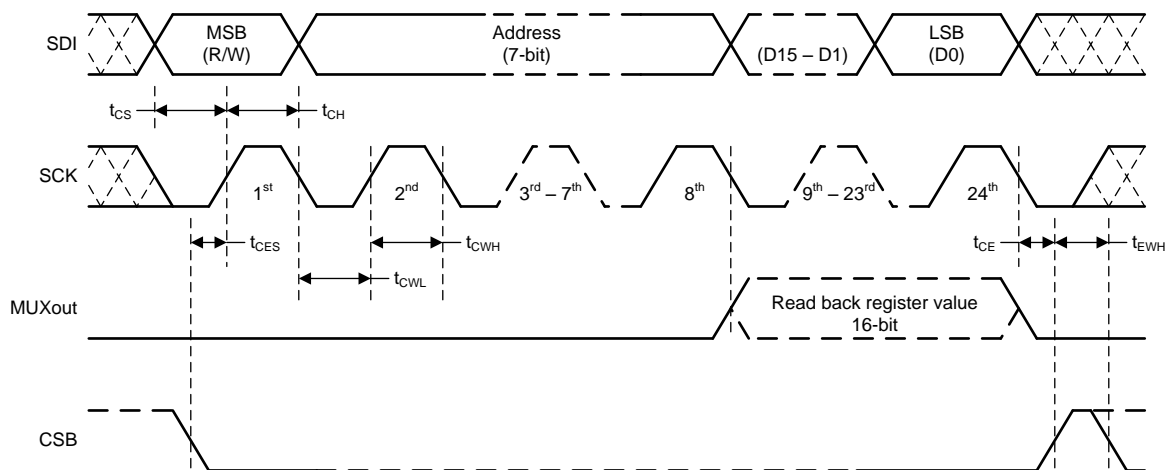 SDI
MSB
(R/W)
Address
(7-bit)
(D15 – D1)
LSB
(D0)
tCS
tCH
SCK
1st
2nd
3rd – 7th
8th
9th – 23rd
24th
tCES
tCWH
tCE
tEWH
tCWL
MUXout
Read back register value
16-bit
CSB